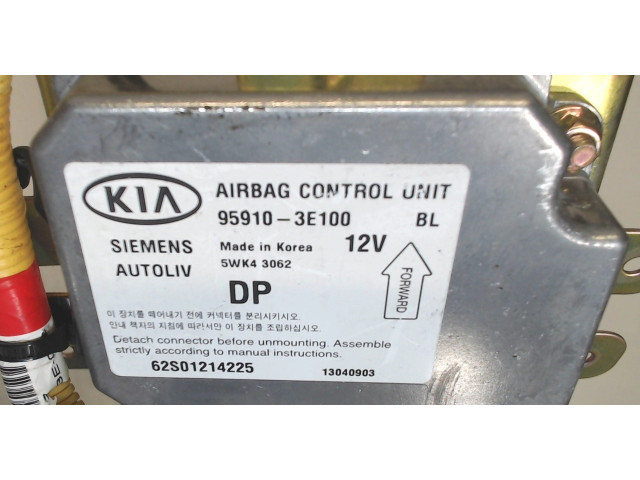 KIA
AIRBAG CONTROL UNIT
95910-3E100 BL
SIEMENS
AUTOLIV
Made in Korea 12V
5WK4 3062
DP
FORWARD
이 장치를 떼어내기 전에 커넥터를 분리시키시오.
안내 책자의 지침에 따라서만 이 장치를 조립하십시오.
Detach connector before unmounting. Assemble
strictly according to manual instructions.
62S01214225 13040903